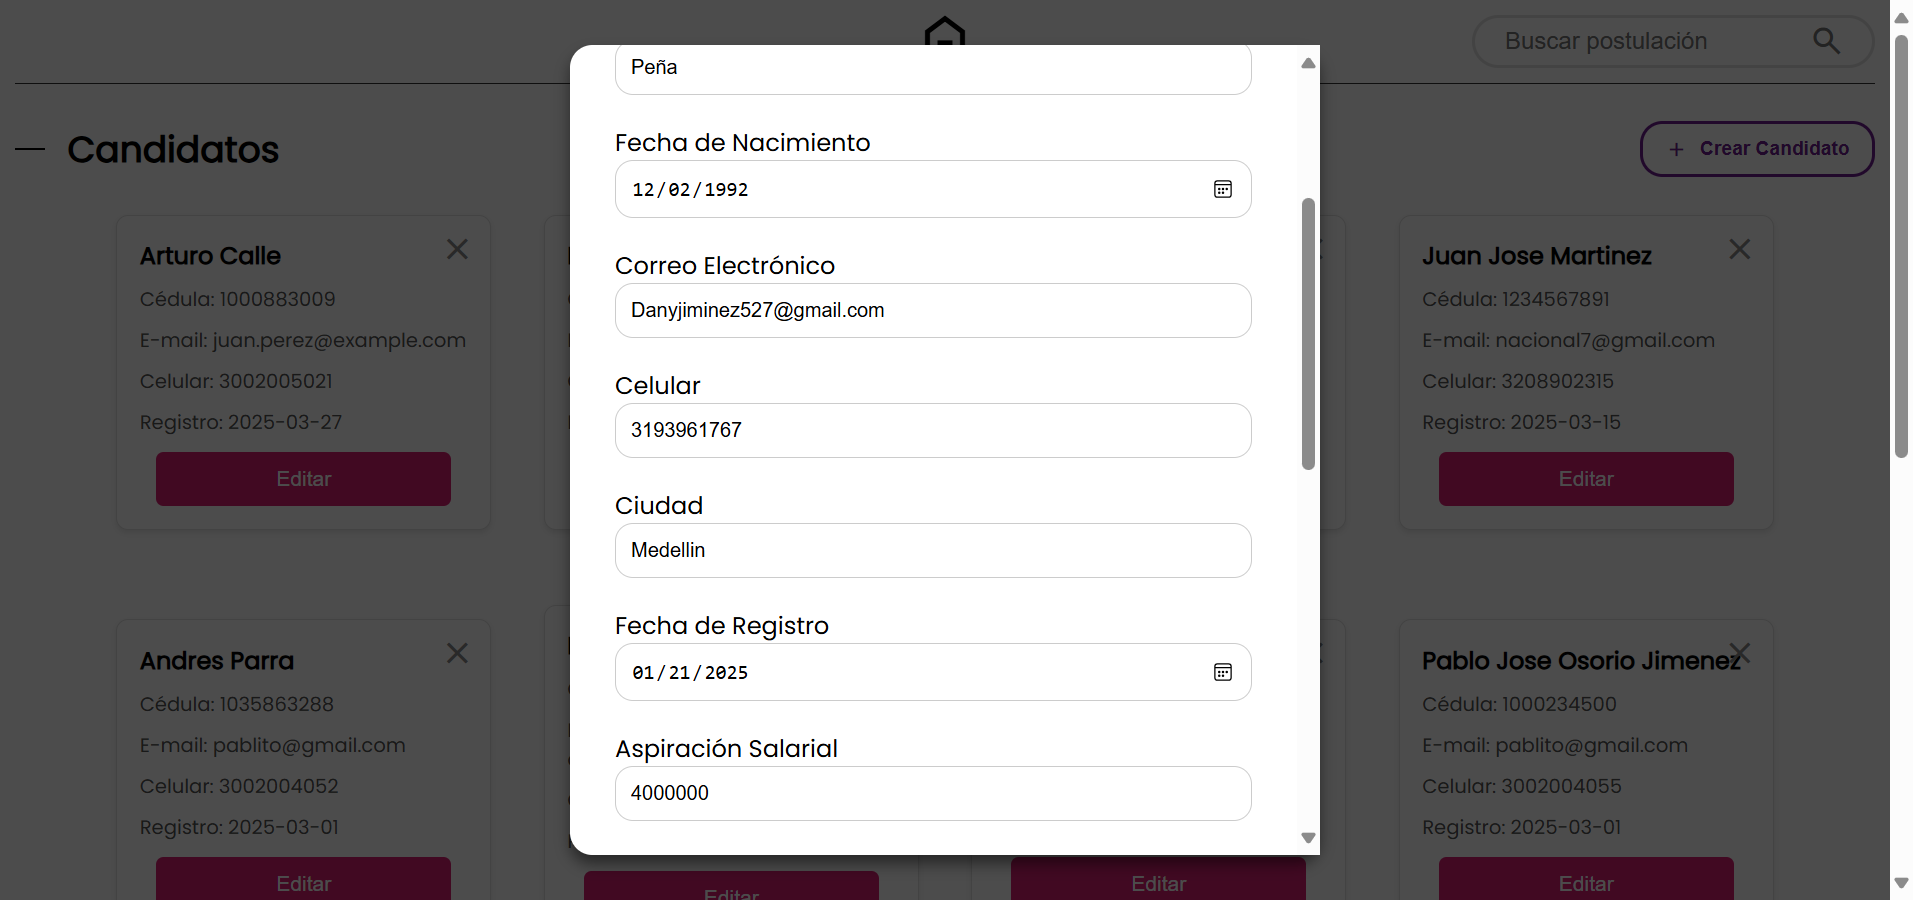 Buscar postulación
Candidatos
+ Crear Candidato
Peña
Fecha de Nacimiento
12/02/1992
Correo Electrónico
Danyjiminez527@gmail.com
Celular
3193961767
Ciudad
Medellin
Fecha de Registro
01/21/2025
Aspiración Salarial
4000000
Arturo Calle
Cédula: 1000883009
E-mail: juan.perez@example.com
Celular: 3002005021
Registro: 2025-03-27
Editar
Juan Jose Martinez
Cédula: 1234567891
E-mail: nacional7@gmail.com
Celular: 3208902315
Registro: 2025-03-15
Editar
Andres Parra
Cédula: 1035863288
E-mail: pablito@gmail.com
Celular: 3002004052
Registro: 2025-03-01
Editar
Editar
Editar
Pablo Jose Osorio Jimenez
Cédula: 1000234500
E-mail: pablito@gmail.com
Celular: 3002004055
Registro: 2025-03-01
Editar